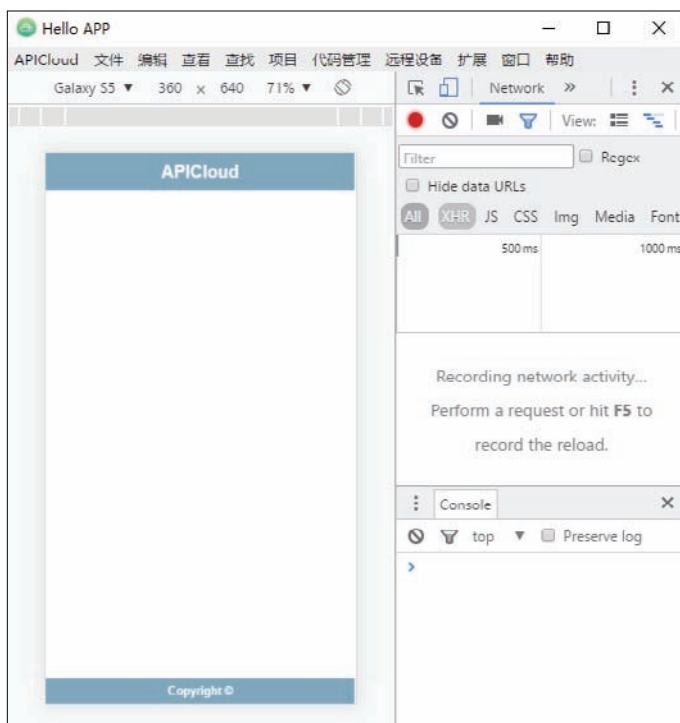 Hello APP
APICloud 文件 编辑 查看 查找 项目 代码管理 远程设备 扩展 窗口 帮助
Galaxy S5 ▼ 360 x 640 71% ▼
Network »
View:
Filter Regex
Hide data URLs
All XHR JS CSS Img Media Font
500 ms 1000 ms
Recording network activity...
Perform a request or hit F5 to
record the reload.
Console
top ▼ Preserve log
>
APICloud
Copyright ©